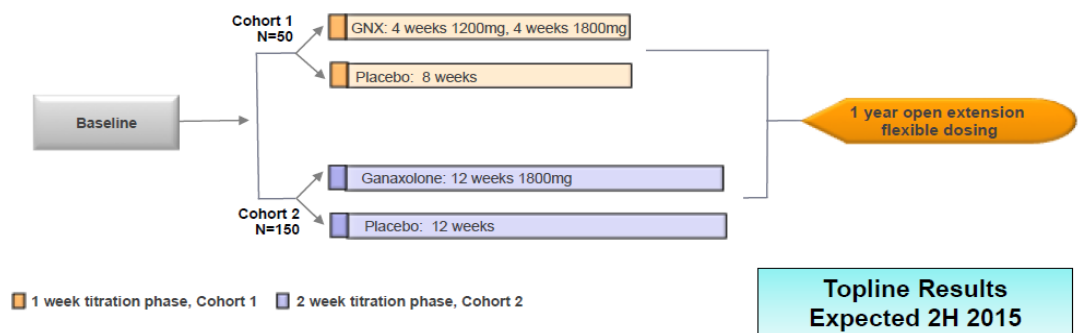 Cohort 1
N=50
GNX: 4 weeks 1200mg, 4 weeks 1800mg
Placebo: 8 weeks
Baseline
1 year open extension
flexible dosing
Ganaxolone: 12 weeks 1800mg
Cohort 2
N=150
Placebo: 12 weeks
1 week titration phase, Cohort 1
2 week titration phase, Cohort 2
Topline Results
Expected 2H 2015